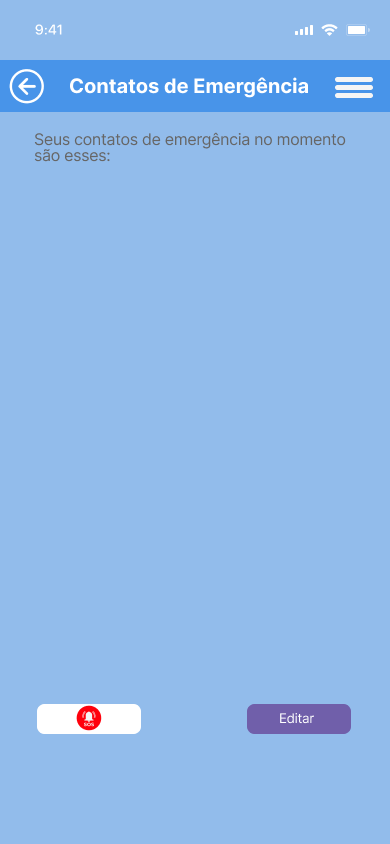 9:41
Contatos de Emergência
Seus contatos de emergência no momento
são esses:
SOS
Editar